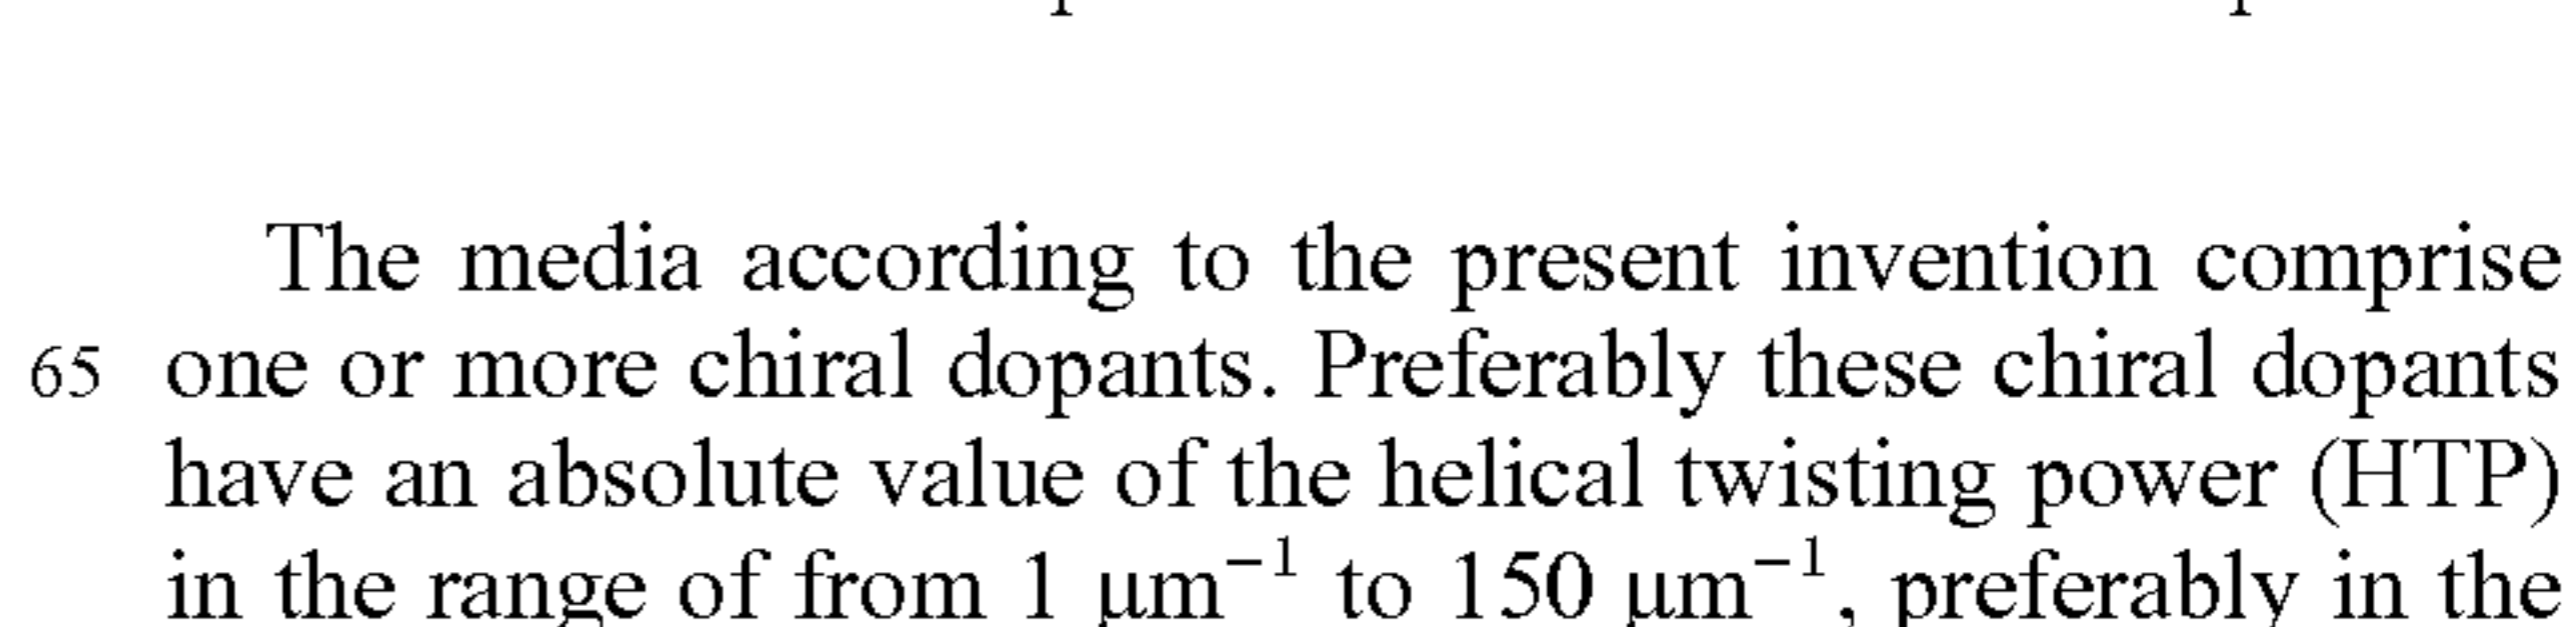 The media according to the present invention comprise
65 one or more chiral dopants. Preferably these chiral dopants
have an absolute value of the helical twisting power (HTP)
in the range of from 1 μm⁻¹ to 150 μm⁻¹, preferably in the